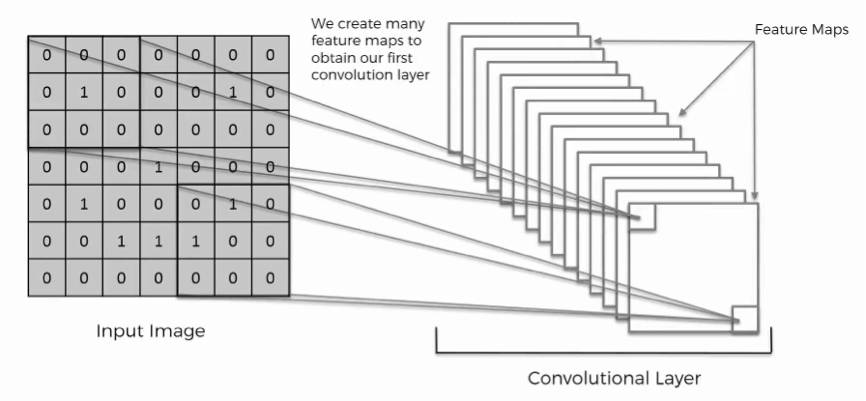 We create many
feature maps to
obtain our first
convolution layer
Feature Maps
0 0 0 0 0 0 0
0 1 0 0 0 1 0
0 0 0 0 0 0 0
0 0 0 1 0 0 0
0 1 0 0 0 1 0
0 0 1 1 1 0 0
0 0 0 0 0 0 0
Input Image
Convolutional Layer